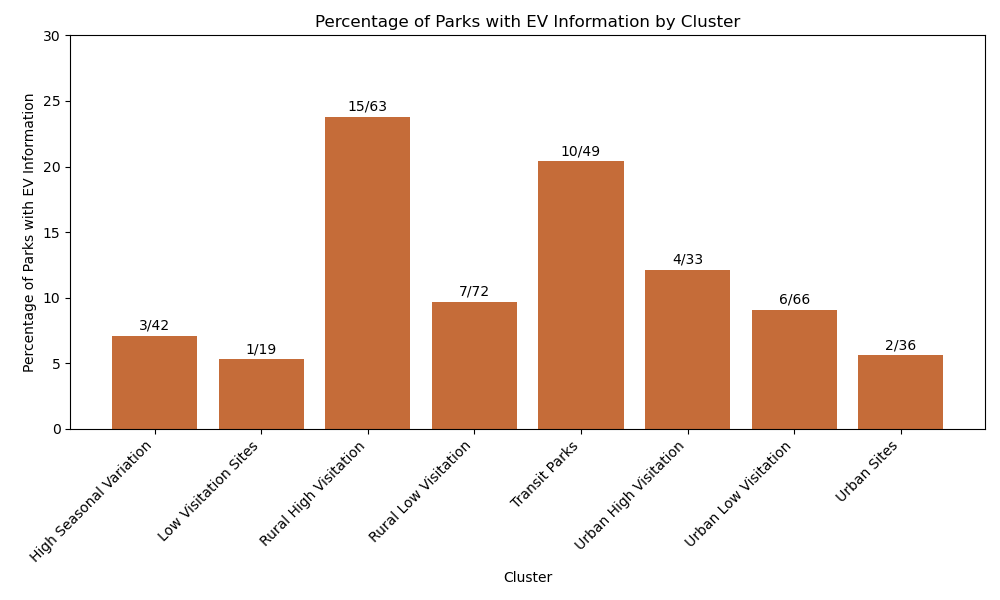 Percentage of Parks with EV Information by Cluster
Percentage of Parks with EV Information
30
25
20
15
10
5
0
3/42
1/19
15/63
7/72
10/49
4/33
6/66
2/36
High Seasonal Variation
Low Visitation Sites
Rural High Visitation
Rural Low Visitation
Transit Parks
Urban High Visitation
Urban Low Visitation
Urban Sites
Cluster